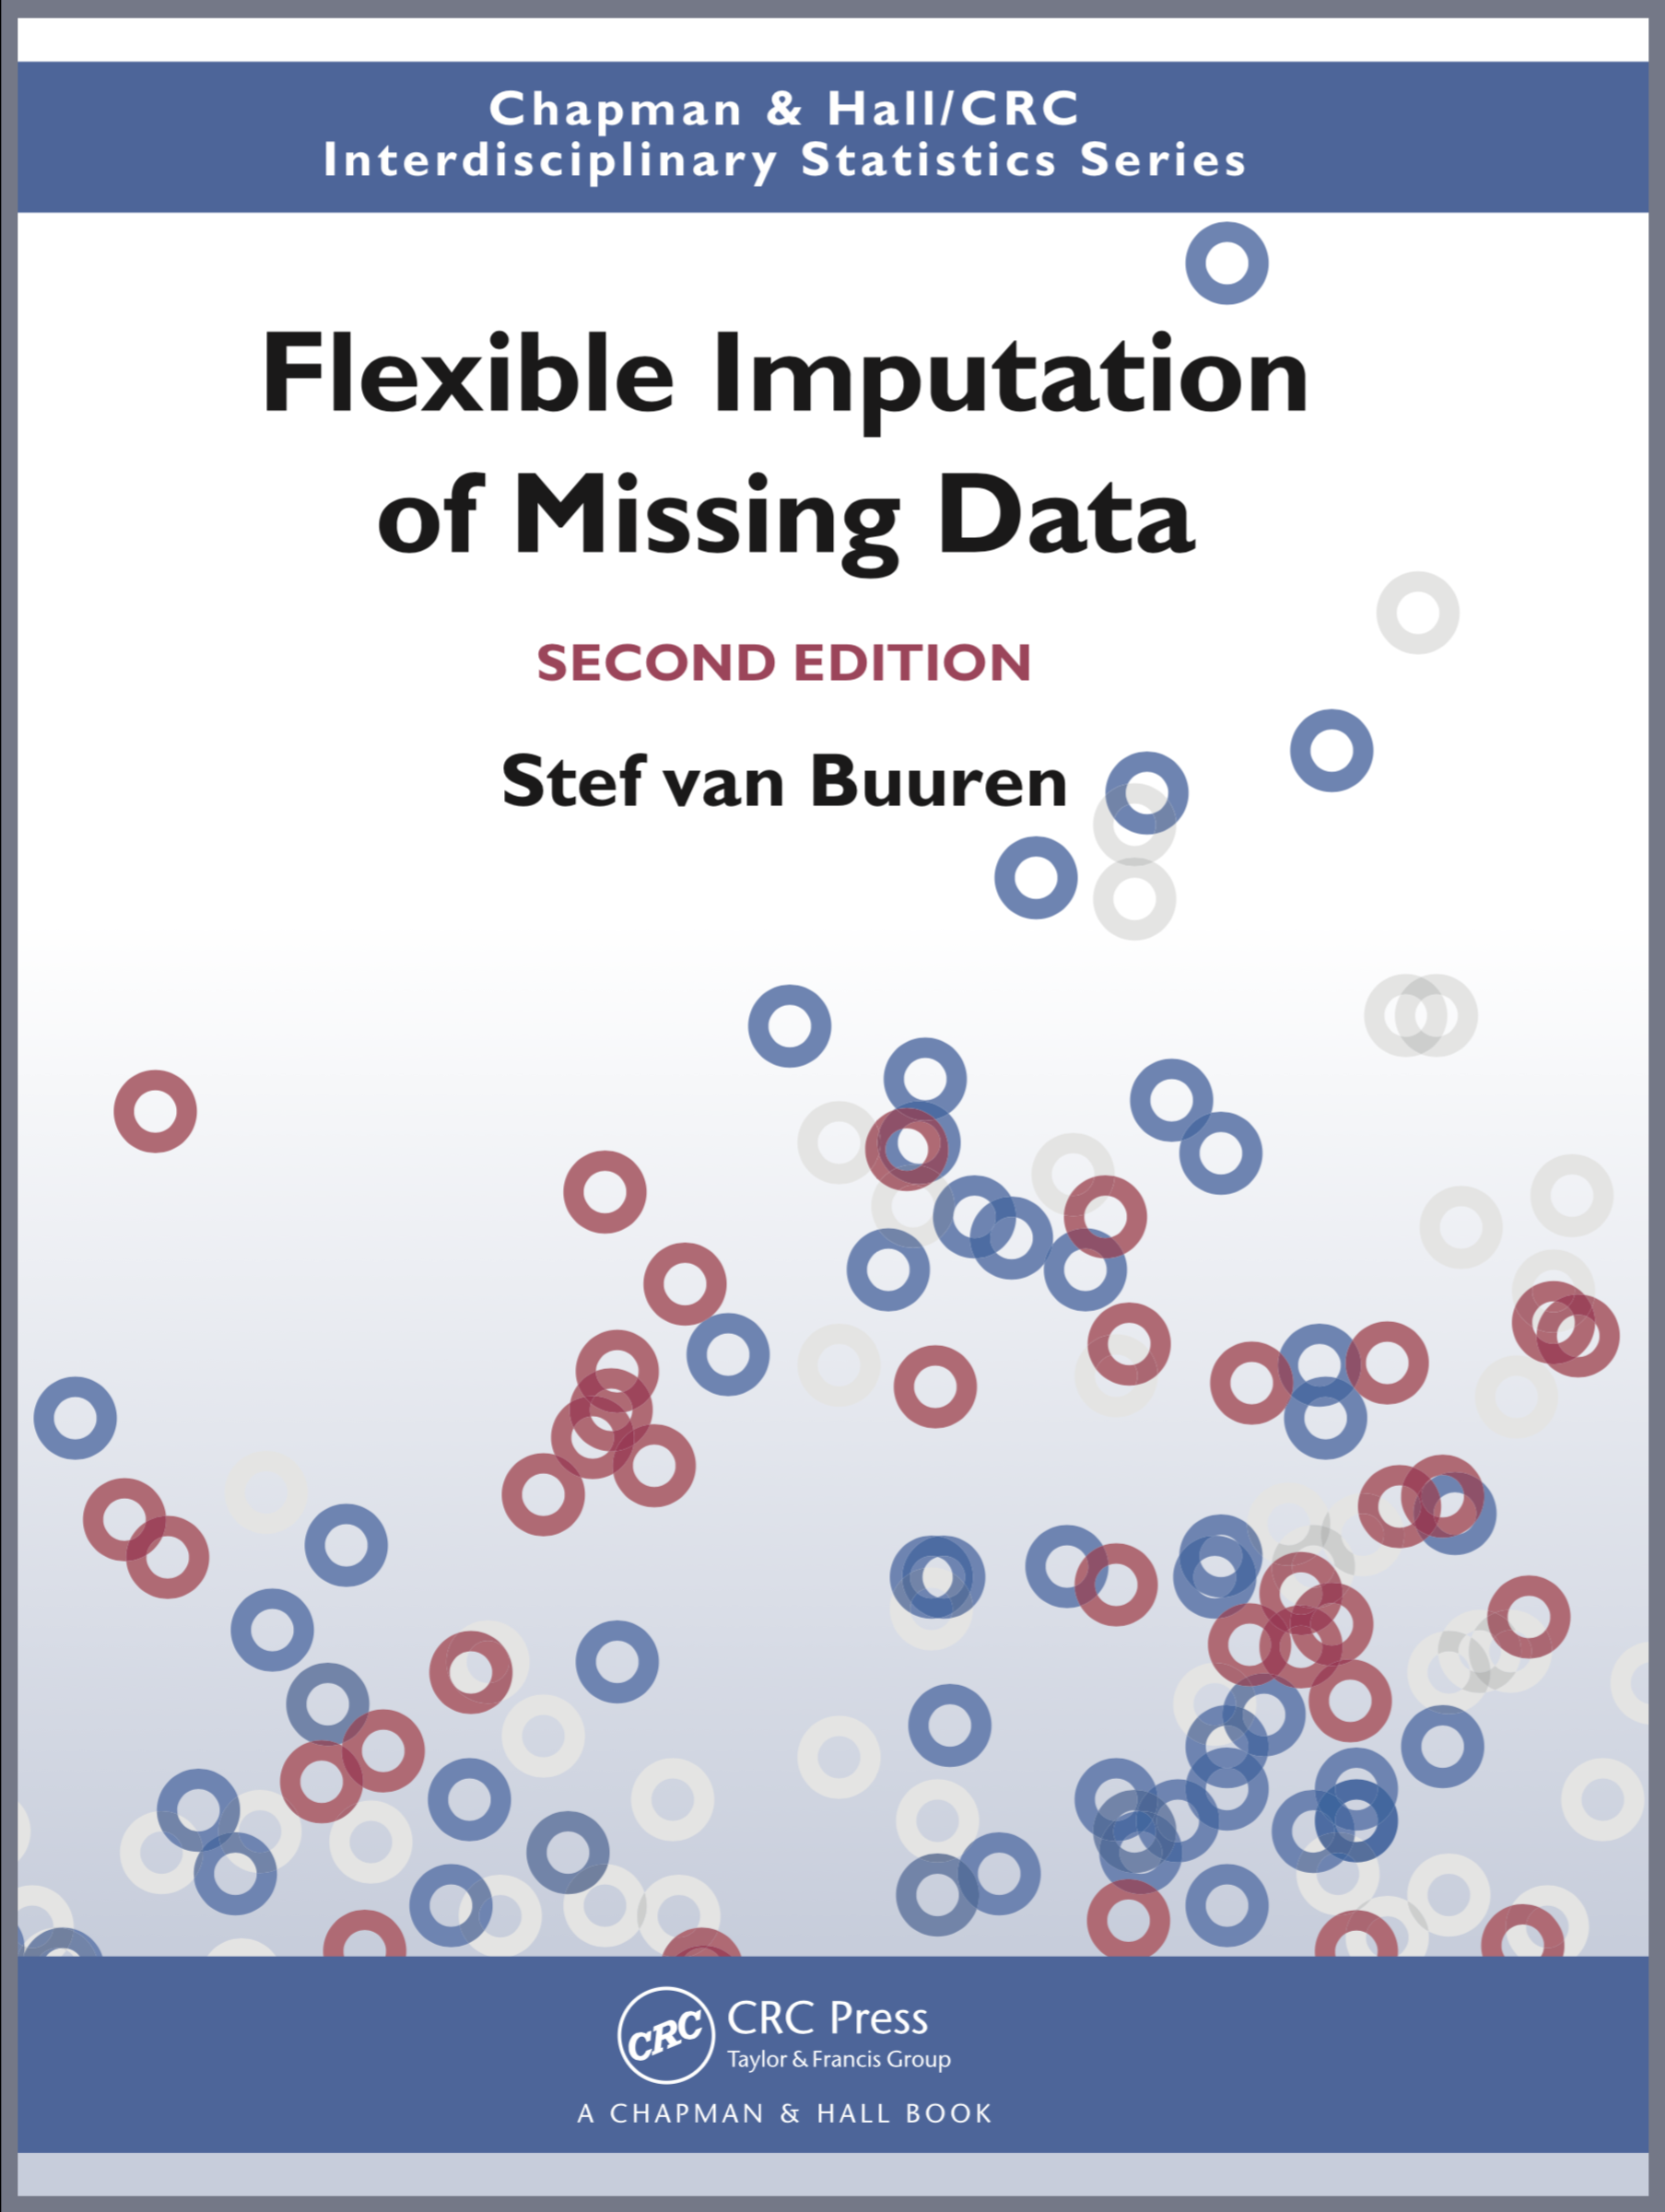 Chapman & Hall/CRC
Interdisciplinary Statistics Series
Flexible Imputation
of Missing Data
SECOND EDITION
Stef van Buuren
CRC
CRC Press
Taylor & Francis Group
A CHAPMAN & HALL BOOK